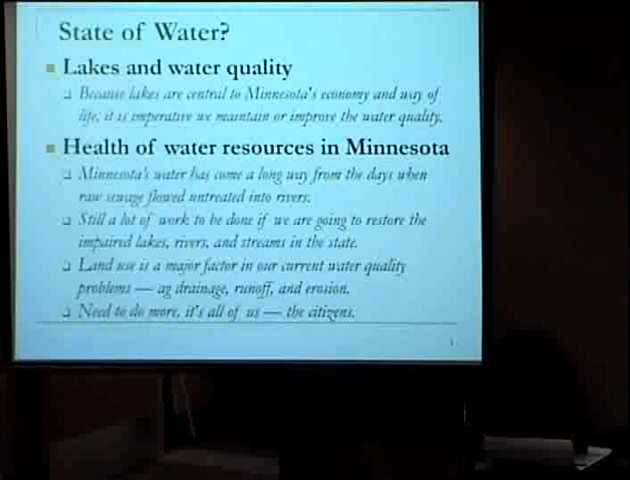 State of Water?
Lakes and water quality
Because lakes are central to Minnesota's economy and way of
life, it is imperative we maintain or improve the water quality.
Health of water resources in Minnesota
Minnesota's water has come a long way from the days when
raw sewage flowed untreated into rivers.
Still a lot of work to be done if we are going to restore the
impaired lakes, rivers, and streams in the state.
Land use is a major factor in our current water quality
problems — ag drainage, runoff, and erosion.
Need to do more, it's all of us — the citizens.